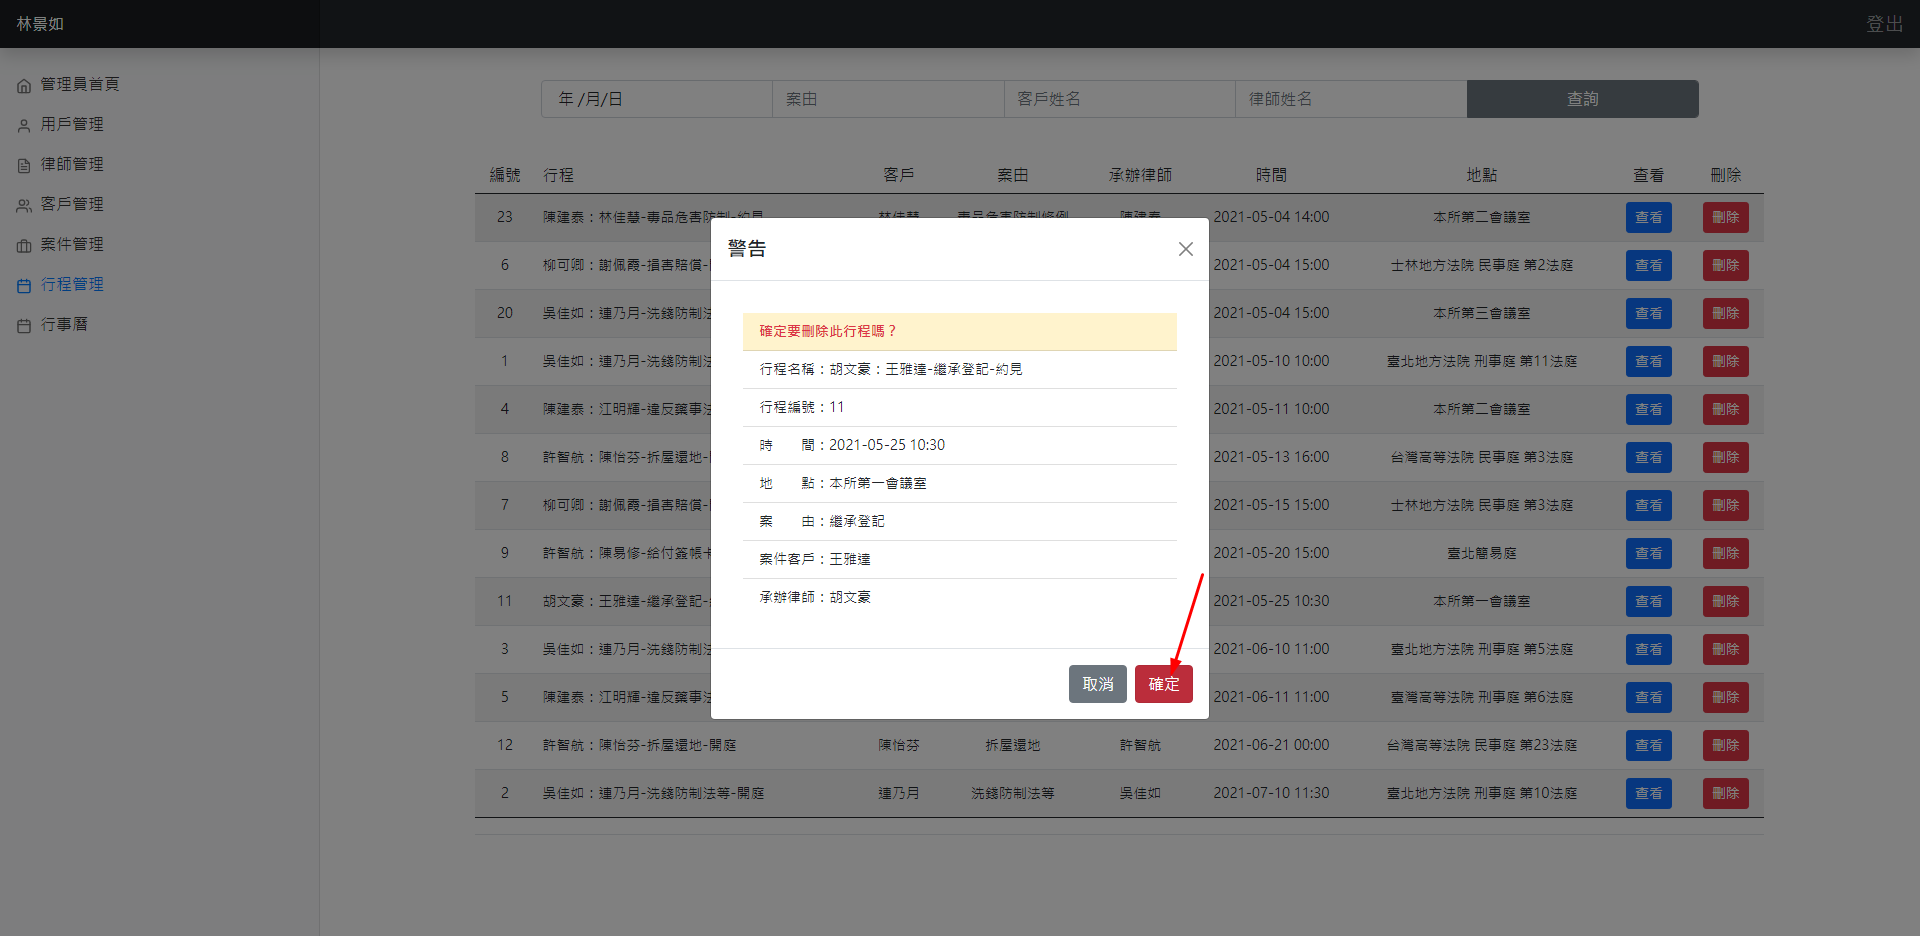 林景如
登出
管理員首頁
用戶管理
律師管理
客戶管理
案件管理
行程管理
行事曆
年 /月/日 案由 客戶姓名 律師姓名 查詢
編號 行程 客戶 案由 承辦律師 時間 地點 查看 刪除
23 陳建泰：林佳慧-毒品危害防制-約見 林佳慧 毒品危害防制條例 陳建泰 2021-05-04 14:00 本所第二會議室 查看 刪除
6 柳可卿：謝佩霞-損害賠償- 2021-05-04 15:00 士林地方法院 民事庭 第2法庭 查看 刪除
20 吳佳如：連乃月-洗錢防制法 2021-05-04 15:00 本所第三會議室 查看 刪除
1 吳佳如：連乃月-洗錢防制法 2021-05-10 10:00 臺北地方法院 刑事庭 第11法庭 查看 刪除
4 陳建泰：江明輝-違反藥事法 2021-05-11 10:00 本所第二會議室 查看 刪除
8 許智航：陳怡芬-拆屋還地- 2021-05-13 16:00 台灣高等法院 民事庭 第3法庭 查看 刪除
7 柳可卿：謝佩霞-損害賠償- 2021-05-15 15:00 士林地方法院 民事庭 第3法庭 查看 刪除
9 許智航：陳易修-給付簽帳卡 2021-05-20 15:00 臺北簡易庭 查看 刪除
11 胡文豪：王雅達-繼承登記- 2021-05-25 10:30 本所第一會議室 查看 刪除
3 吳佳如：連乃月-洗錢防制法 2021-06-10 11:00 臺北地方法院 刑事庭 第5法庭 查看 刪除
5 陳建泰：江明輝-違反藥事法 2021-06-11 11:00 臺灣高等法院 刑事庭 第6法庭 查看 刪除
12 許智航：陳怡芬-拆屋還地-開庭 陳怡芬 拆屋還地 許智航 2021-06-21 00:00 台灣高等法院 民事庭 第23法庭 查看 刪除
2 吳佳如：連乃月-洗錢防制法等-開庭 連乃月 洗錢防制法等 吳佳如 2021-07-10 11:30 臺北地方法院 刑事庭 第10法庭 查看 刪除
警告
確定要刪除此行程嗎？
行程名稱：胡文豪：王雅達-繼承登記-約見
行程編號：11
時　　間：2021-05-25 10:30
地　　點：本所第一會議室
案　　由：繼承登記
案件客戶：王雅達
承辦律師：胡文豪
取消 確定